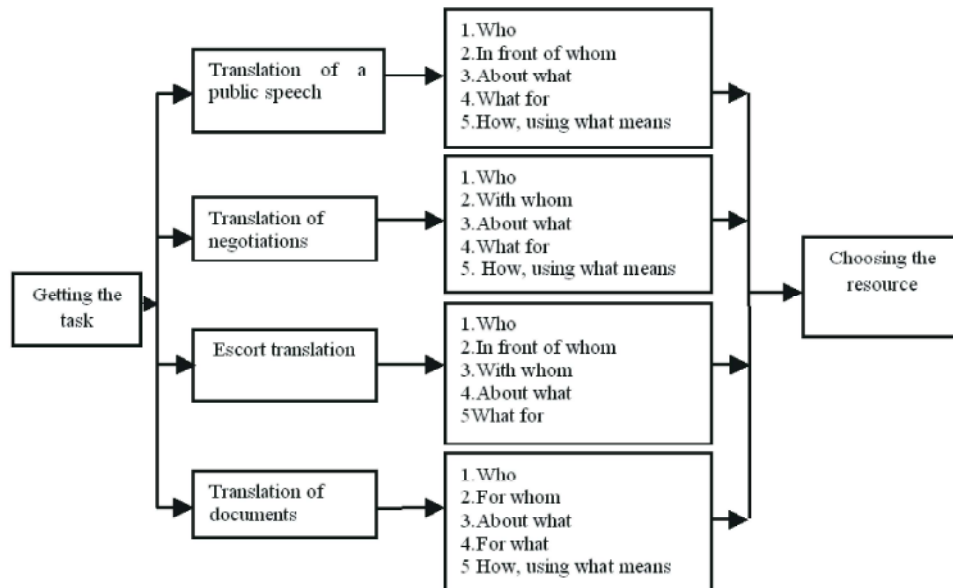 Getting the
task
Translation of a
public speech
1.Who
2.In front of whom
3.About what
4.What for
5.How, using what means
Translation of
negotiations
1.Who
2.With whom
3.About what
4.What for
5. How, using what means
Escort translation
1.Who
2.In front of whom
3.With whom
4.About what
5What for
Translation of
documents
1.Who
2.For whom
3.About what
4.For what
5 How, using what means
Choosing the
resource